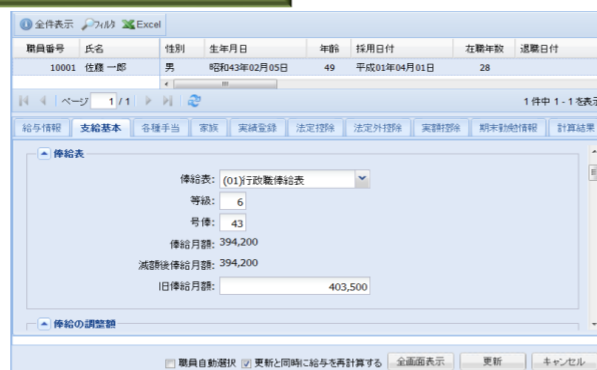 全件表示 フィルタ Excel
職員番号 氏名 性別 生年月日 年齢 採用日付 在職年数 退職日付
10001 佐藤 一郎 男 昭和43年02月05日 49 平成01年04月01日 28
ページ 1 / 1 1 件中 1 - 1 を表示
給与情報 支給基本 各種手当 家族 実績登録 法定控除 法定外控除 実額控除 期末勤勉情報 計算結果
俸給表
俸給表: (01)行政職俸給表
等級: 6
号俸: 43
俸給月額: 394,200
減額後俸給月額: 394,200
旧俸給月額: 403,500
俸給の調整額
職員自動選択 更新と同時に給与を再計算する 全画面表示 更新 キャンセル